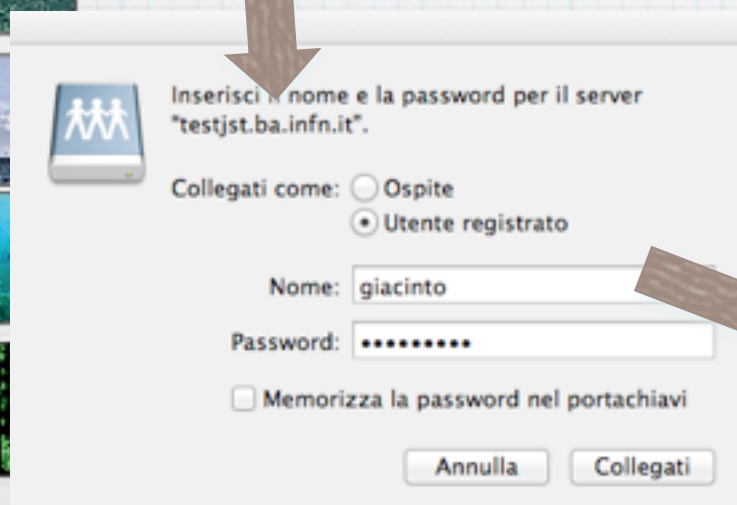 Inserisci il nome e la password per il server
"testjst.ba.infn.it".
Collegati come: Ospite
Utente registrato
Nome: giacinto
Password: •••••••••
Memorizza la password nel portachiavi
Annulla Collegati